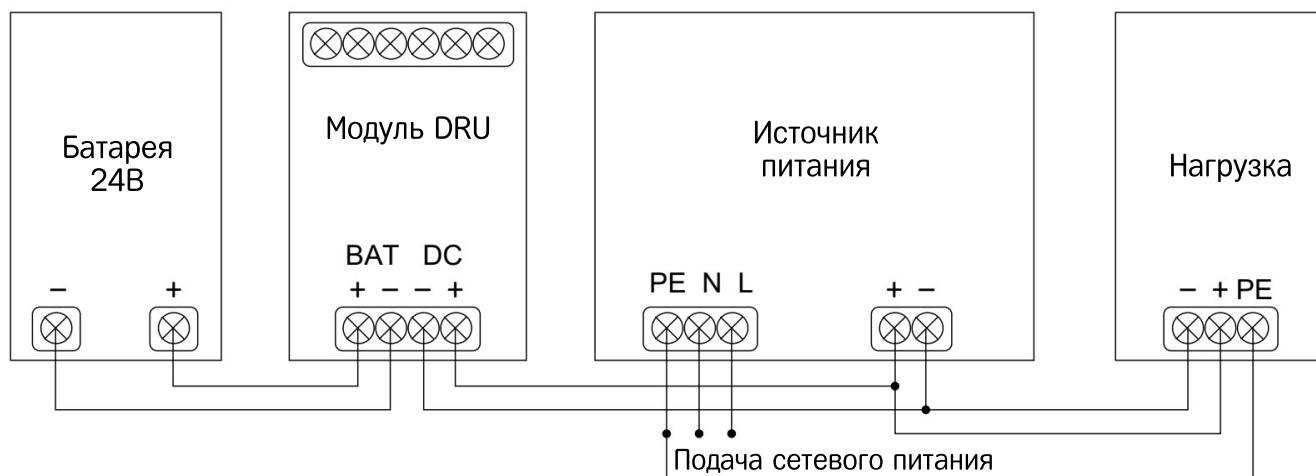 Батарея
24В
− +
Модуль DRU
BAT DC
+ − − +
Источник
питания
PE N L
+ −
Нагрузка
− + PE
Подача сетевого питания